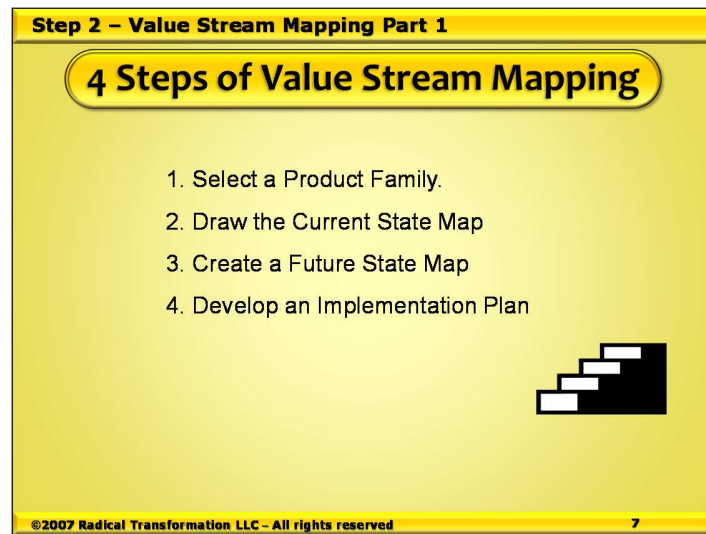 Step 2 – Value Stream Mapping Part 1
4 Steps of Value Stream Mapping
1. Select a Product Family.
2. Draw the Current State Map
3. Create a Future State Map
4. Develop an Implementation Plan
©2007 Radical Transformation LLC – All rights reserved 7